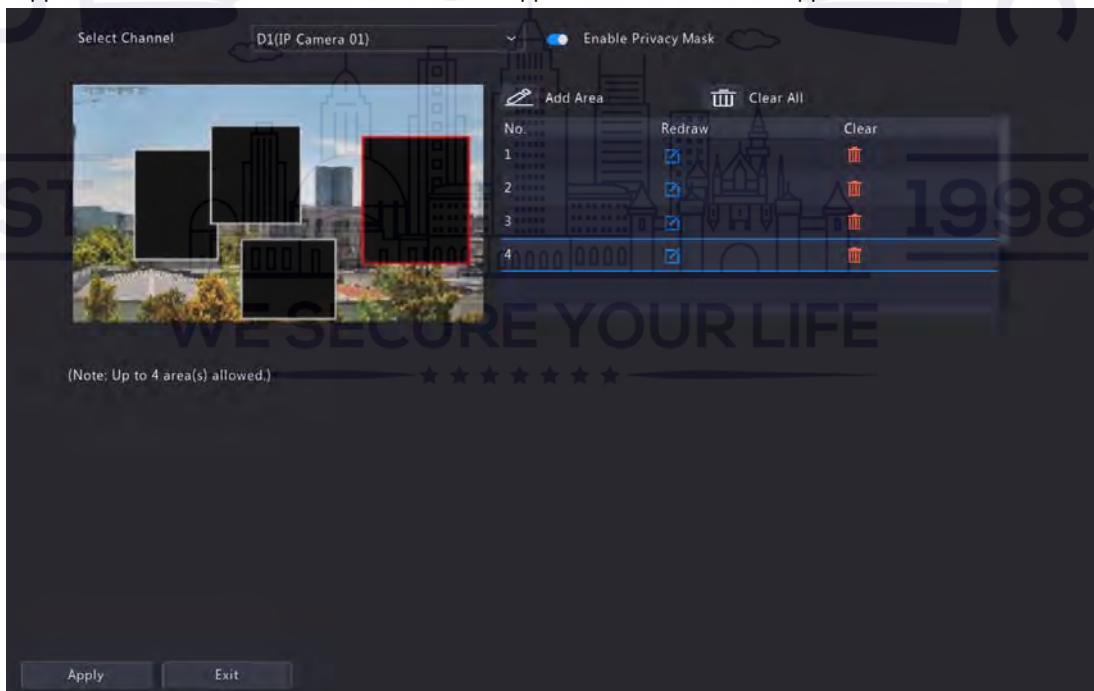 Select Channel D1(IP Camera 01) Enable Privacy Mask
Add Area Clear All
No. Redraw Clear
1
2
3
4
ST 1998
WE SECURE YOUR LIFE
(Note: Up to 4 area(s) allowed.)
Apply Exit